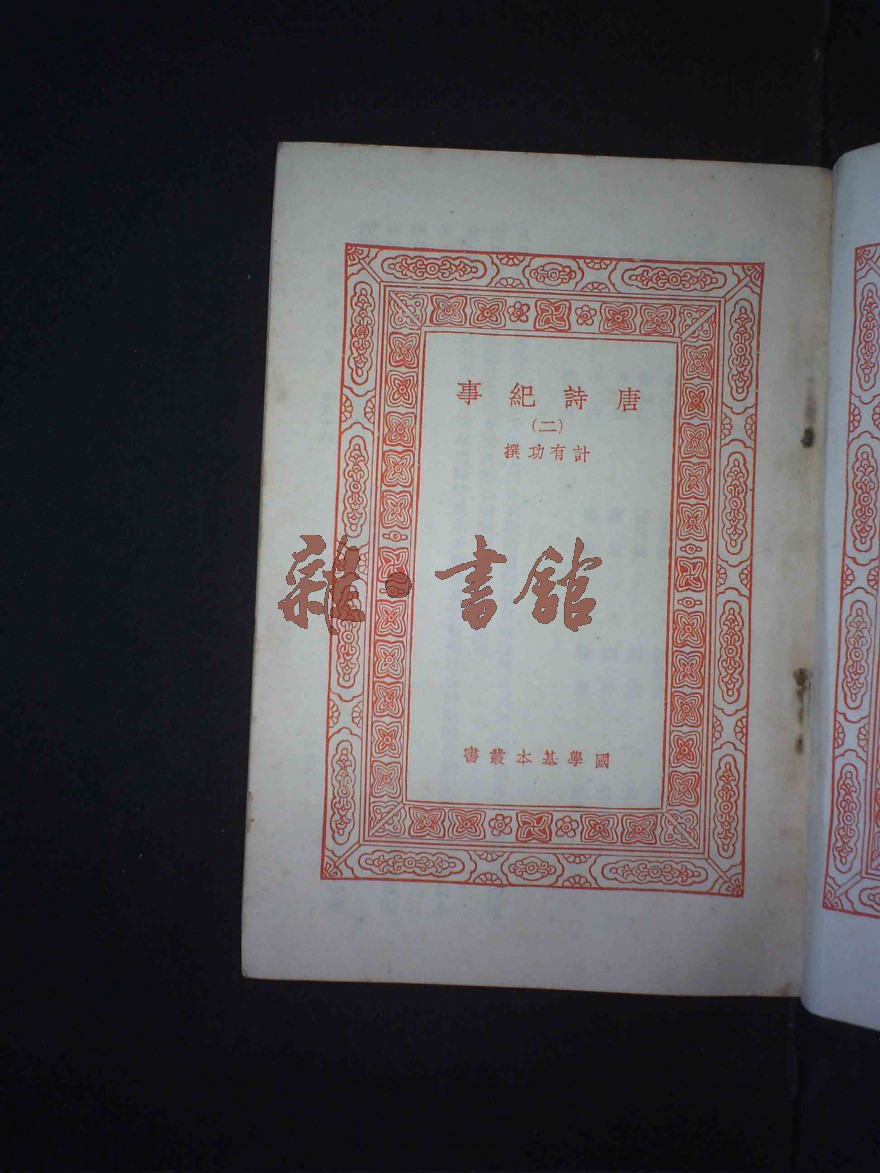 唐詩紀事
(二)
計有功撰
雜·書館
國學基本叢書